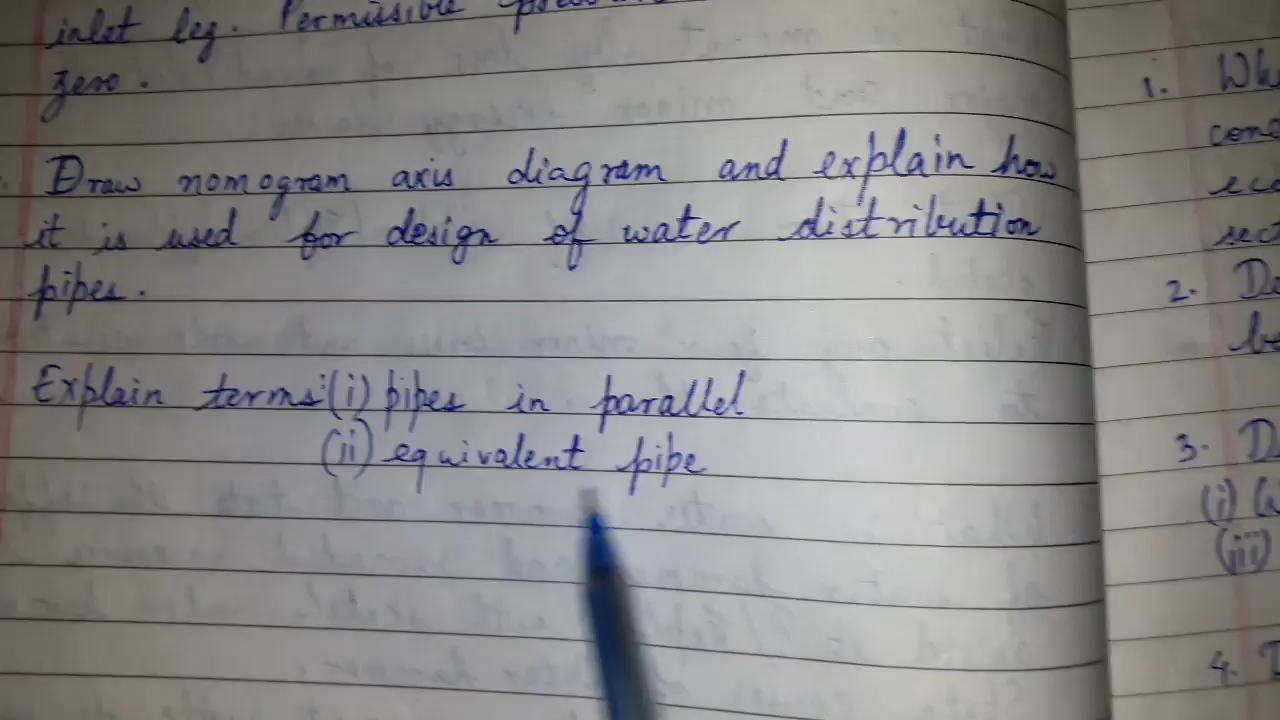 inlet leg. Permissible
zero.
Draw nomogram axis diagram and explain how
it is used for design of water distribution
pipes.
Explain terms:(i) pipes in parallel
(ii) equivalent pipe
1.
2.
3.
(i)
(iii)
4.